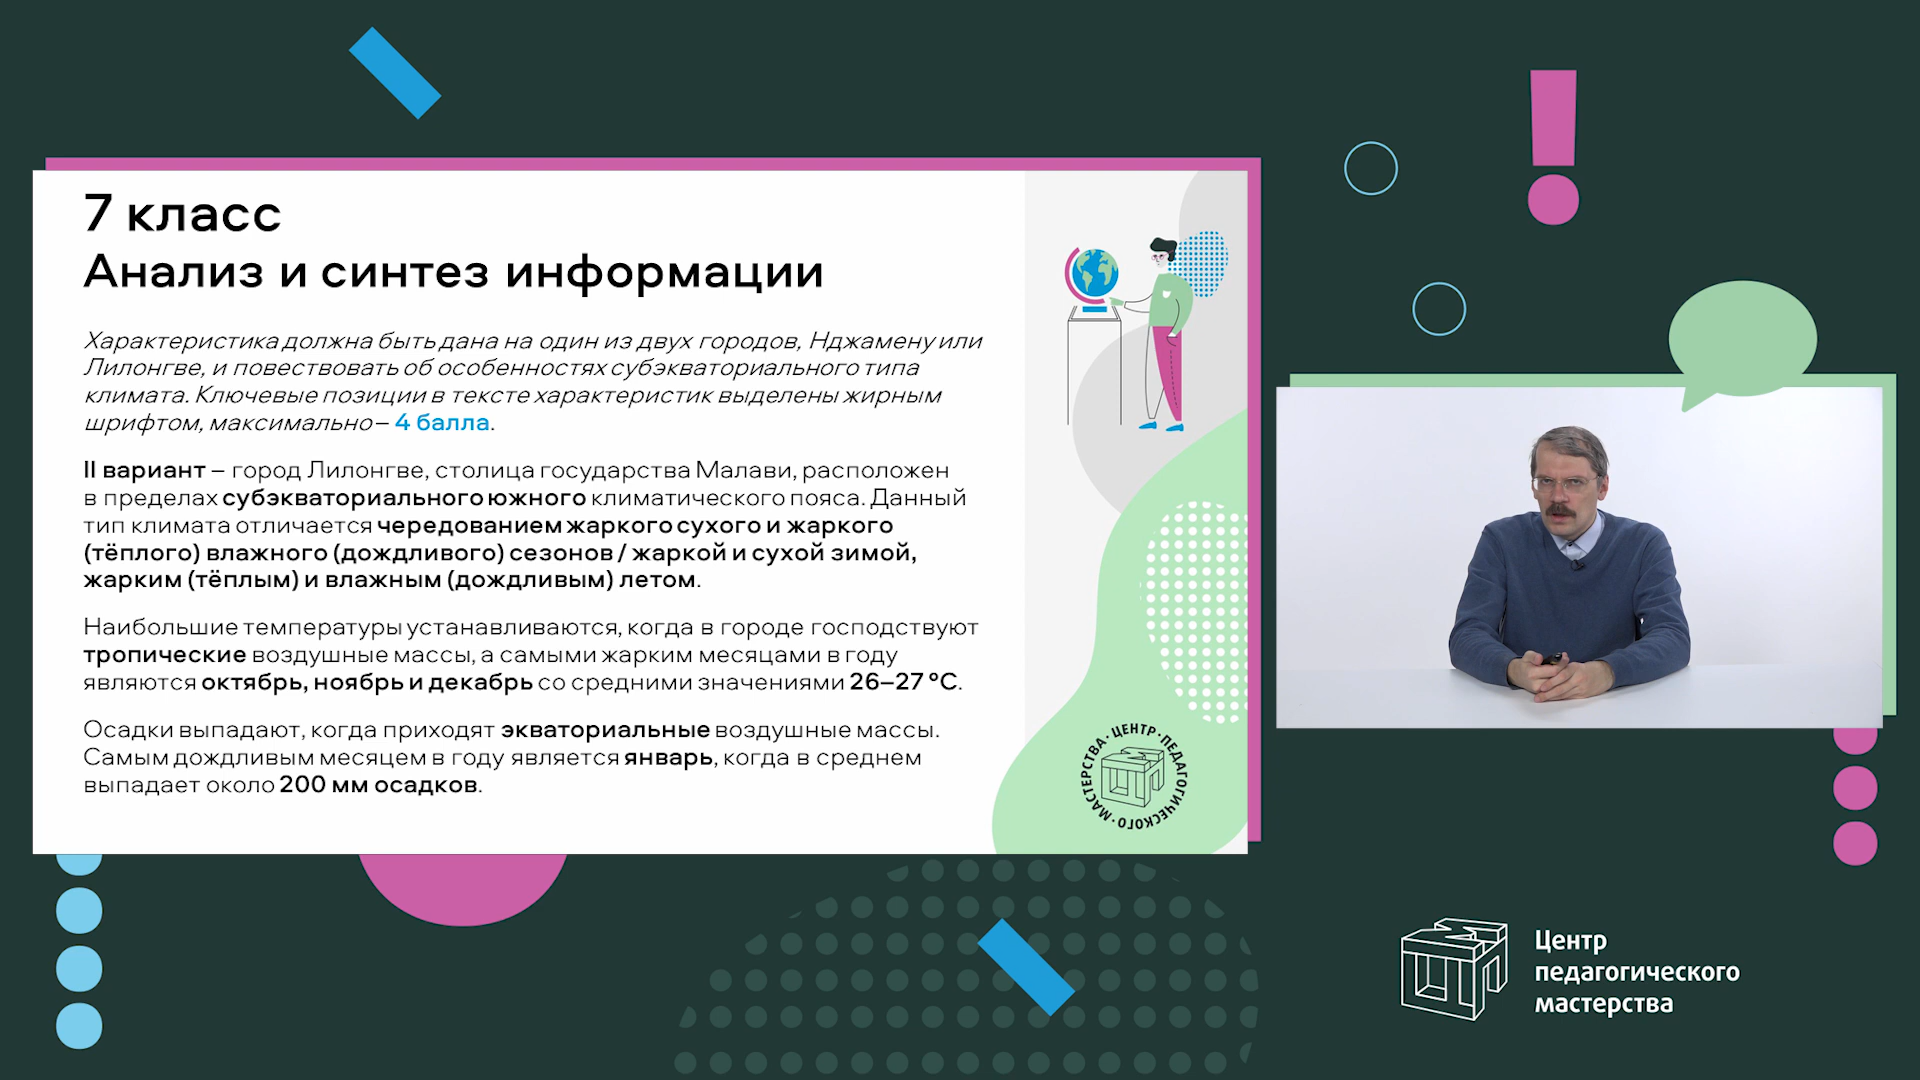 7 класс
Анализ и синтез информации
Характеристика должна быть дана на один из двух городов, Нджамену или
Лилонгве, и повествовать об особенностях субэкваториального типа
климата. Ключевые позиции в тексте характеристик выделены жирным
шрифтом, максимально – 4 балла.
II вариант – город Лилонгве, столица государства Малави, расположен
в пределах субэкваториального южного климатического пояса. Данный
тип климата отличается чередованием жаркого сухого и жаркого
(тёплого) влажного (дождливого) сезонов / жаркой и сухой зимой,
жарким (тёплым) и влажным (дождливым) летом.
Наибольшие температуры устанавливаются, когда в городе господствуют
тропические воздушные массы, а самыми жарким месяцами в году
являются октябрь, ноябрь и декабрь со средними значениями 26–27 °С.
Осадки выпадают, когда приходят экваториальные воздушные массы.
Самым дождливым месяцем в году является январь, когда в среднем
выпадает около 200 мм осадков.
ЦЕНТР · ПЕДАГОГИЧЕСКОГО · МАСТЕРСТВА ·
Центр
педагогического
мастерства